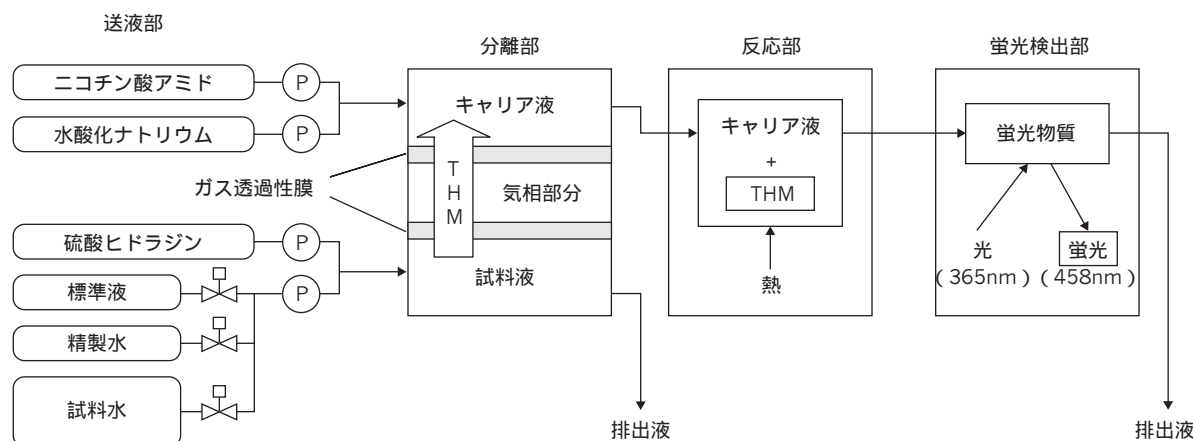 送液部
ニコチン酸アミド
P
水酸化ナトリウム
P
ガス透過性膜
硫酸ヒドラジン
P
標準液
P
精製水
試料水
分離部
キャリア液
THM
気相部分
試料液
排出液
反応部
キャリア液
+
THM
熱
蛍光検出部
蛍光物質
光
(365nm)
蛍光
(458nm)
排出液